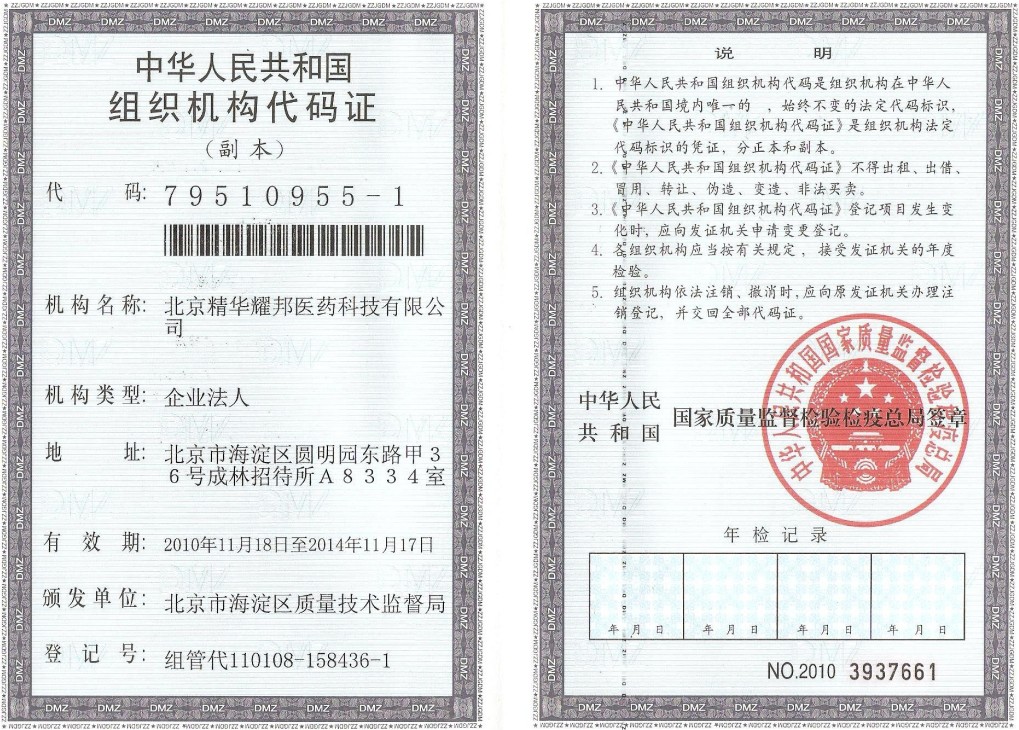 中华人民共和国
组织机构代码证
(副本)
代 码: 79510955-1
机构名称: 北京精华耀邦医药科技有限公
司
机构类型: 企业法人
地 址: 北京市海淀区圆明园东路甲3
6号成林招待所A8334室
有 效 期: 2010年11月18日至2014年11月17日
颁发单位: 北京市海淀区质量技术监督局
登 记 号: 组管代110108-158436-1
说 明
1. 中华人民共和国组织机构代码是组织机构在中华人
民共和国境内唯一的 ,始终不变的法定代码标识,
《中华人民共和国组织机构代码证》是组织机构法定
代码标识的凭证,分正本和副本。
2.《中华人民共和国组织机构代码证》不得出租、出借、
冒用、转让、伪造、变造、非法买卖。
3.《中华人民共和国组织机构代码证》登记项目发生变
化时,应向发证机关申请变更登记。
4. 各组织机构应当按有关规定 ,接受发证机关的年度
检验。
5. 组织机构依法注销、撤消时,应向原发证机关办理注
销登记,并交回全部代码证。
中华人民共和国国家质量监督检验检疫总局
中华人民
共和国 国家质量监督检验检疫总局签章
年检记录
年 月 日 年 月 日 年 月 日 年 月 日
NO.2010 3937661